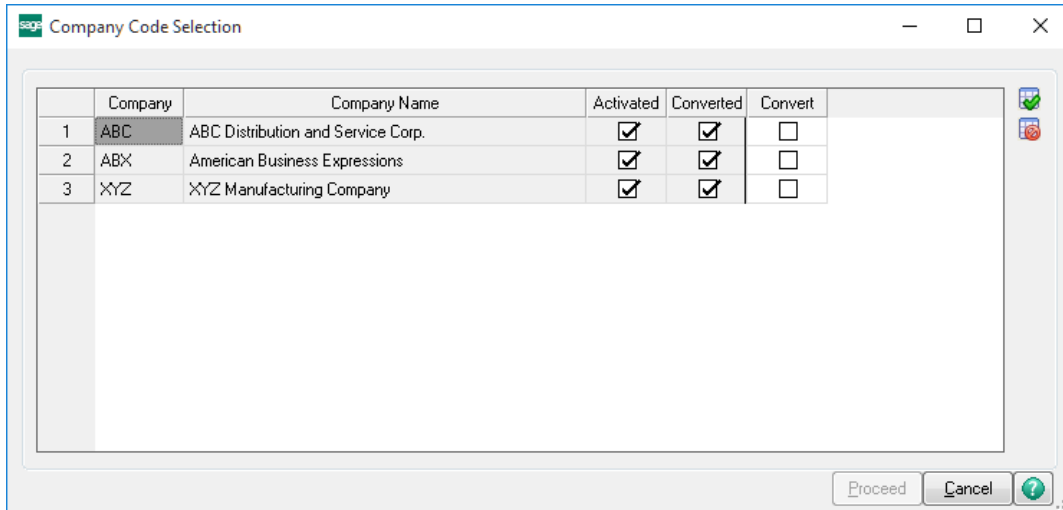 sage Company Code Selection
Company Company Name Activated Converted Convert
1 ABC ABC Distribution and Service Corp.
2 ABX American Business Expressions
3 XYZ XYZ Manufacturing Company
Proceed Cancel ?